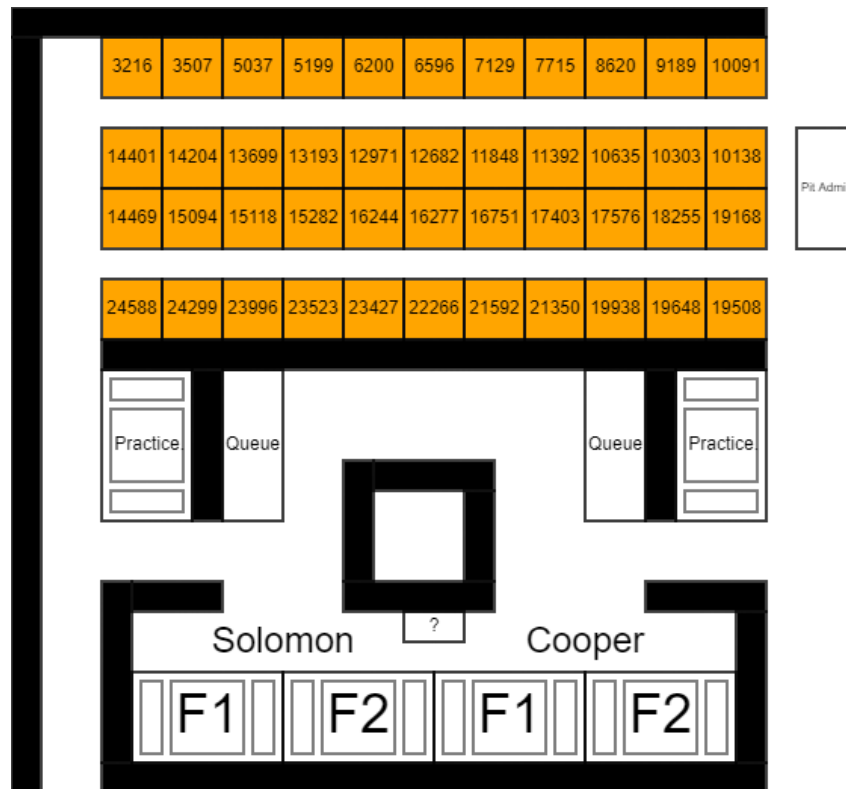 3216 3507 5037 5199 6200 6596 7129 7715 8620 9189 10091
14401 14204 13699 13193 12971 12682 11848 11392 10635 10303 10138
Pit Admi
14469 15094 15118 15282 16244 16277 16751 17403 17576 18255 19168
24588 24299 23996 23523 23427 22266 21592 21350 19938 19648 19508
Practice. Queue Queue Practice.
?
Solomon Cooper
F1 F2 F1 F2